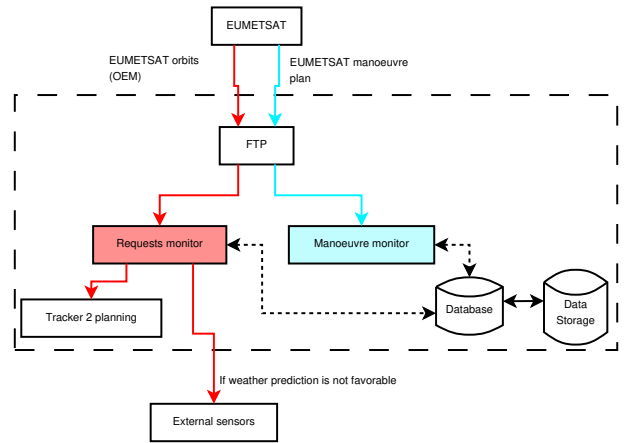 EUMETSAT
EUMETSAT orbits
(OEM)
EUMETSAT manoeuvre
plan
FTP
Requests monitor
Manoeuvre monitor
Tracker 2 planning
Database
Data
Storage
If weather prediction is not favorable
External sensors